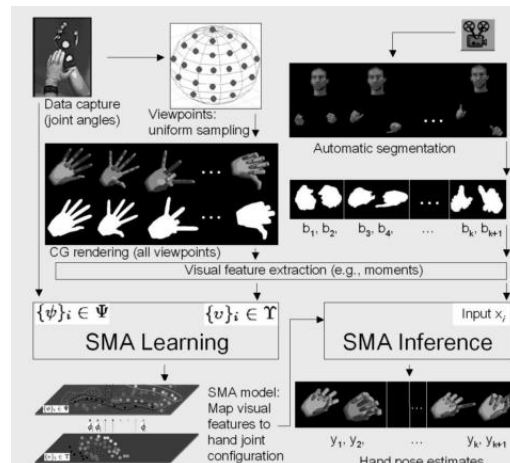 Data capture
(joint angles)
Viewpoints:
uniform sampling
Automatic segmentation
CG rendering (all viewpoints)
b₁, b₂, b₃, b₄, ... bₖ, bₖ₊₁
Visual feature extraction (e.g., moments)
{ψ}ᵢ ∈ Ψ {υ}ᵢ ∈ Υ
SMA Learning
Input xⱼ
SMA Inference
SMA model:
Map visual
features to
hand joint
configuration
y₁, y₂, ... yₖ, yₖ₊₁
Hand pose estimates